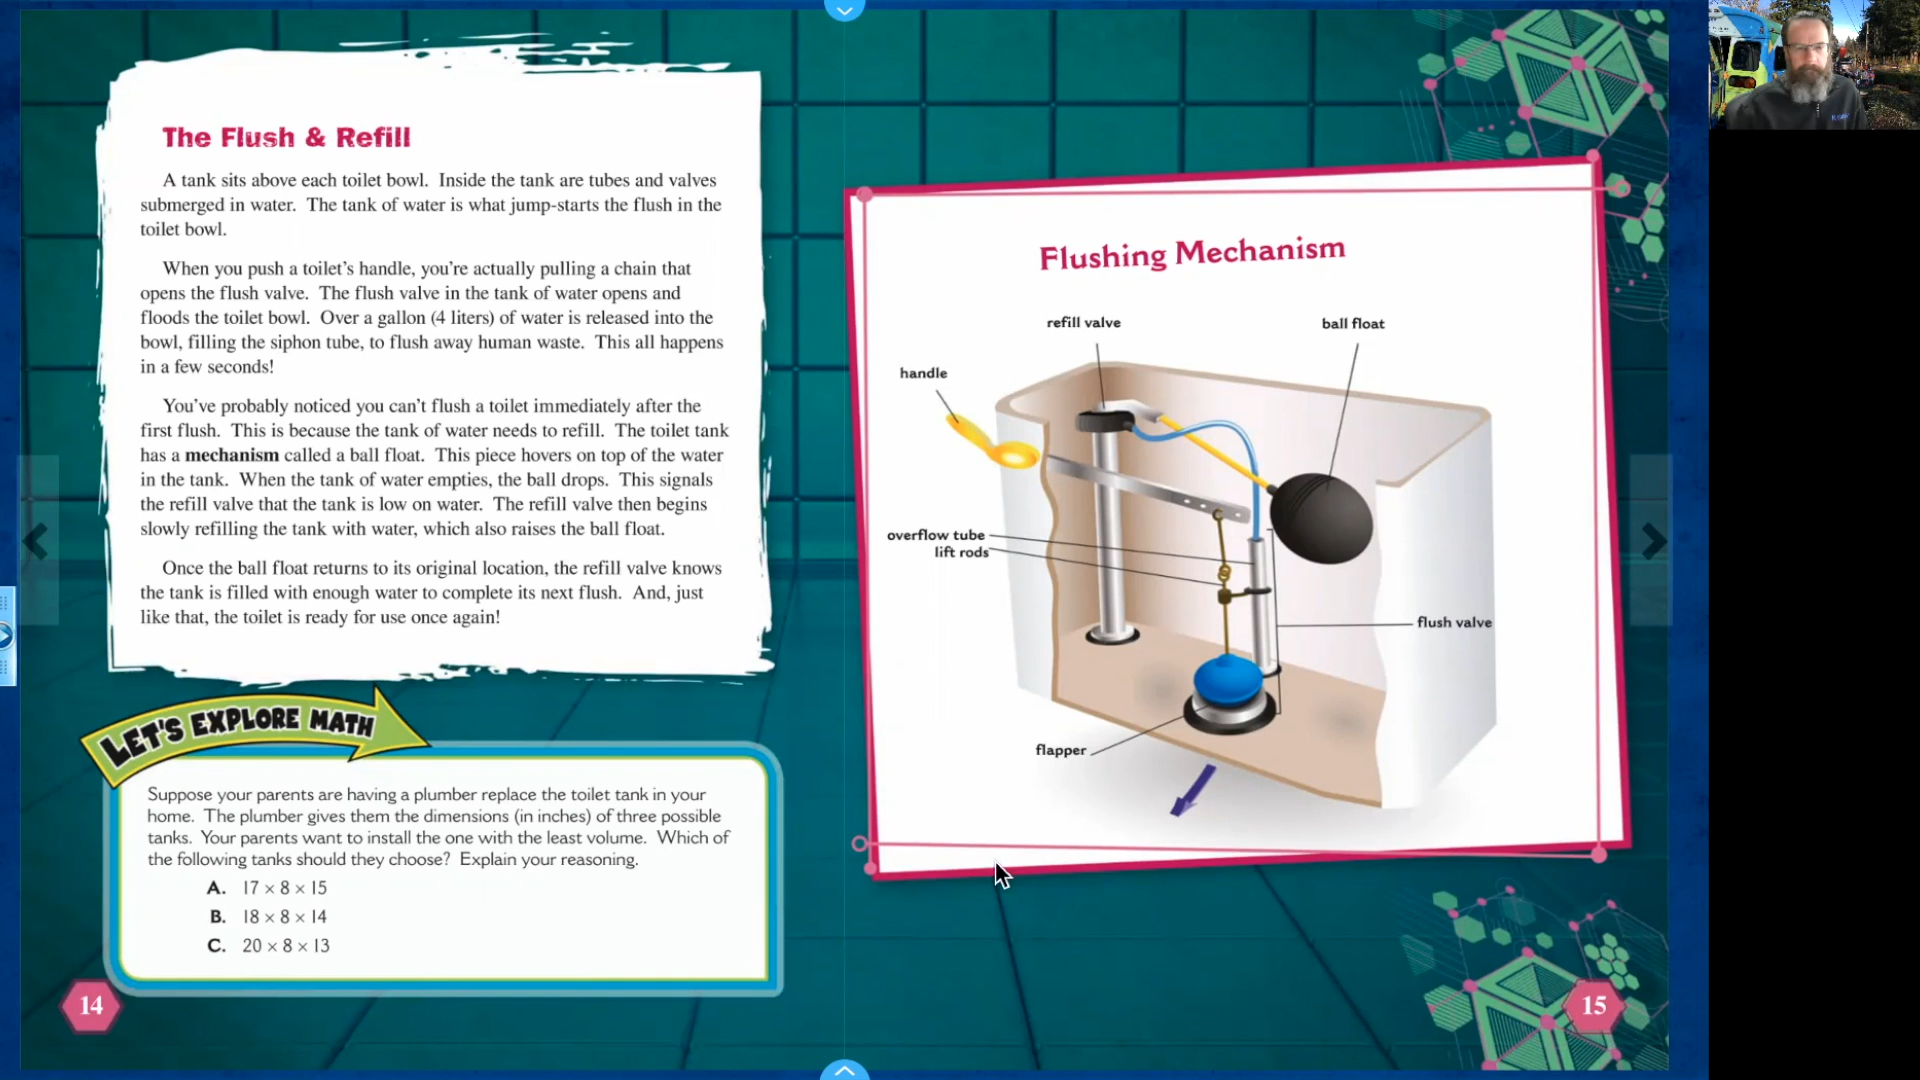 The Flush & Refill
A tank sits above each toilet bowl. Inside the tank are tubes and valves
submerged in water. The tank of water is what jump-starts the flush in the
toilet bowl.
When you push a toilet's handle, you're actually pulling a chain that
opens the flush valve. The flush valve in the tank of water opens and
floods the toilet bowl. Over a gallon (4 liters) of water is released into the
bowl, filling the siphon tube, to flush away human waste. This all happens
in a few seconds!
You've probably noticed you can't flush a toilet immediately after the
first flush. This is because the tank of water needs to refill. The toilet tank
has a mechanism called a ball float. This piece hovers on top of the water
in the tank. When the tank of water empties, the ball drops. This signals
the refill valve that the tank is low on water. The refill valve then begins
slowly refilling the tank with water, which also raises the ball float.
Once the ball float returns to its original location, the refill valve knows
the tank is filled with enough water to complete its next flush. And, just
like that, the toilet is ready for use once again!
LET'S EXPLORE MATH
Suppose your parents are having a plumber replace the toilet tank in your
home. The plumber gives them the dimensions (in inches) of three possible
tanks. Your parents want to install the one with the least volume. Which of
the following tanks should they choose? Explain your reasoning.
A. 17 × 8 × 15
B. 18 × 8 × 14
C. 20 × 8 × 13
14
Flushing Mechanism
refill valve
ball float
handle
overflow tube
lift rods
flush valve
flapper
15